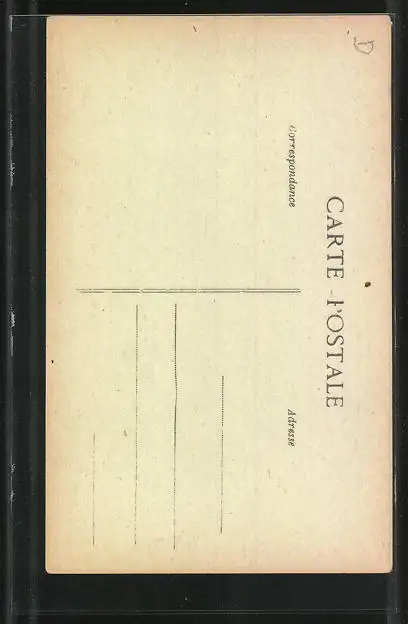 CARTE - POSTALE
Correspondance
Adresse
D